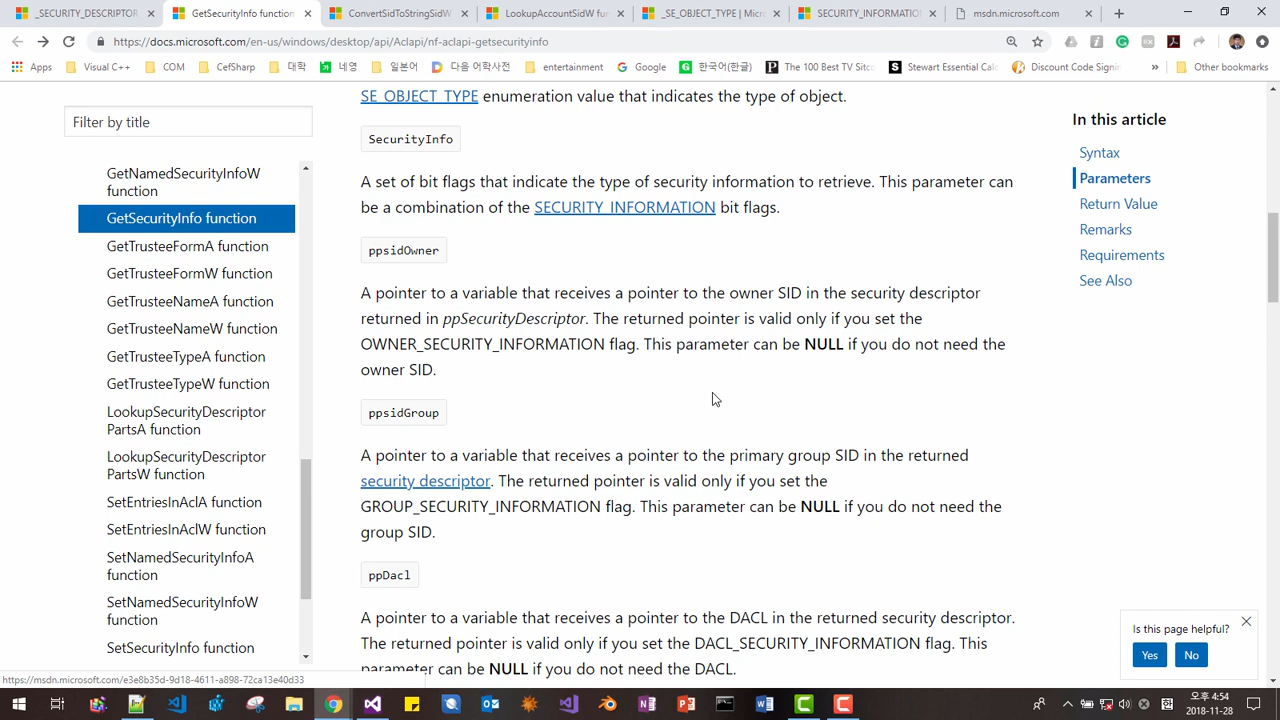 _SECURITY_DESCRIPTOR
GetSecurityInfo function
ConvertSidToStringSidW
LookupAccountSidW fun
_SE_OBJECT_TYPE | Micro
SECURITY_INFORMATION
msdn.microsoft.com
https://docs.microsoft.com/en-us/windows/desktop/api/Aclapi/nf-aclapi-getsecurityinfo
Apps
Visual C++
COM
CefSharp
대학
네영
일본어
다음 어학사전
entertainment
Google
한국어(한글)
The 100 Best TV Sitco
Stewart Essential Calc
Discount Code Signin
»
Other bookmarks
Filter by title
GetNamedSecurityInfoW
function
GetSecurityInfo function
GetTrusteeFormA function
GetTrusteeFormW function
GetTrusteeNameA function
GetTrusteeNameW function
GetTrusteeTypeA function
GetTrusteeTypeW function
LookupSecurityDescriptor
PartsA function
LookupSecurityDescriptor
PartsW function
SetEntriesInAclA function
SetEntriesInAclW function
SetNamedSecurityInfoA
function
SetNamedSecurityInfoW
function
SetSecurityInfo function
SE_OBJECT_TYPE enumeration value that indicates the type of object.
SecurityInfo
A set of bit flags that indicate the type of security information to retrieve. This parameter can
be a combination of the SECURITY_INFORMATION bit flags.
ppsidOwner
A pointer to a variable that receives a pointer to the owner SID in the security descriptor
returned in ppSecurityDescriptor. The returned pointer is valid only if you set the
OWNER_SECURITY_INFORMATION flag. This parameter can be NULL if you do not need the
owner SID.
ppsidGroup
A pointer to a variable that receives a pointer to the primary group SID in the returned
security descriptor. The returned pointer is valid only if you set the
GROUP_SECURITY_INFORMATION flag. This parameter can be NULL if you do not need the
group SID.
ppDacl
A pointer to a variable that receives a pointer to the DACL in the returned security descriptor.
The returned pointer is valid only if you set the DACL_SECURITY_INFORMATION flag. This
parameter can be NULL if you do not need the DACL.
In this article
Syntax
Parameters
Return Value
Remarks
Requirements
See Also
Is this page helpful?
Yes
No
https://msdn.microsoft.com/e3e8b35d-9d18-4611-a898-72ca13e40d33
오후 4:54
2018-11-28